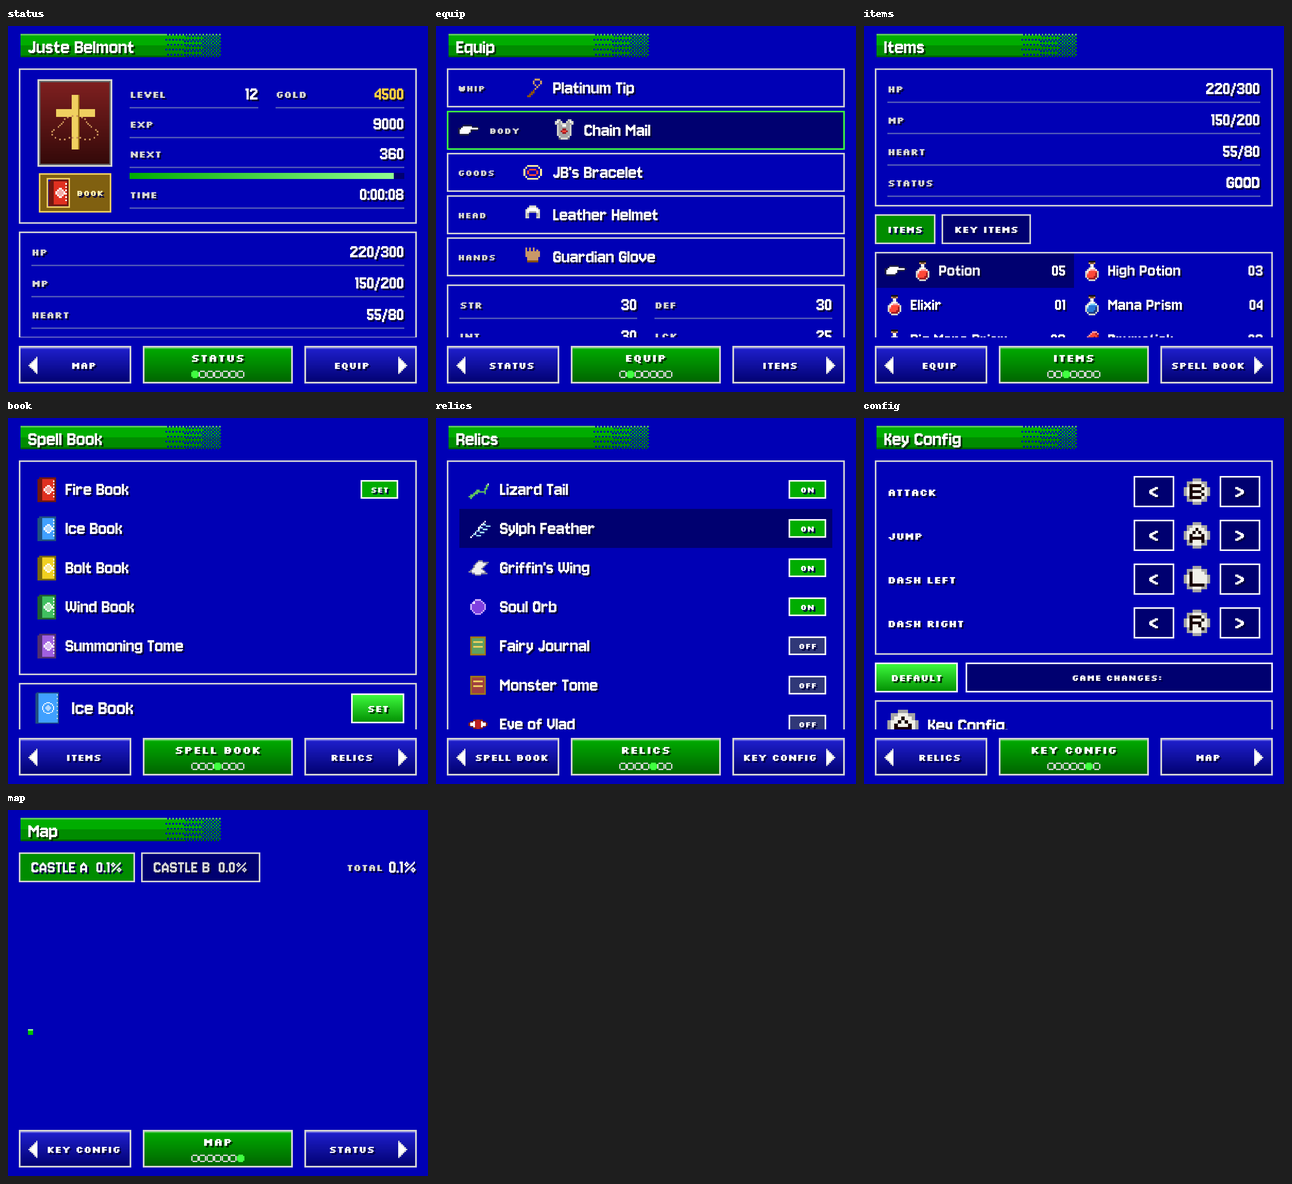 status
Juste Belmont
LEVEL 12 GOLD 4500
EXP 9000
NEXT 360
BOOK
TIME 0:00:08
HP 220/300
MP 150/200
HEART 55/80
MAP
STATUS
EQUIP
equip
Equip
WHIP Platinum Tip
BODY Chain Mail
GOODS JB's Bracelet
HEAD Leather Helmet
HANDS Guardian Glove
STR 30 DEF 30
INT 30 LCK 25
STATUS
EQUIP
ITEMS
items
Items
HP 220/300
MP 150/200
HEART 55/80
STATUS GOOD
ITEMS
KEY ITEMS
Potion 05 High Potion 03
Elixir 01 Mana Prism 04
EQUIP
ITEMS
SPELL BOOK
book
Spell Book
Fire Book SET
Ice Book
Bolt Book
Wind Book
Summoning Tome
Ice Book SET
ITEMS
SPELL BOOK
RELICS
relics
Relics
Lizard Tail ON
Sylph Feather ON
Griffin's Wing ON
Soul Orb ON
Fairy Journal OFF
Monster Tome OFF
Eye of Vlad OFF
SPELL BOOK
RELICS
KEY CONFIG
config
Key Config
ATTACK < B >
JUMP < A >
DASH LEFT < L >
DASH RIGHT < R >
DEFAULT
GAME CHANGES:
A Key Config
RELICS
KEY CONFIG
MAP
map
Map
CASTLE A 0.1%
CASTLE B 0.0%
TOTAL 0.1%
KEY CONFIG
MAP
STATUS